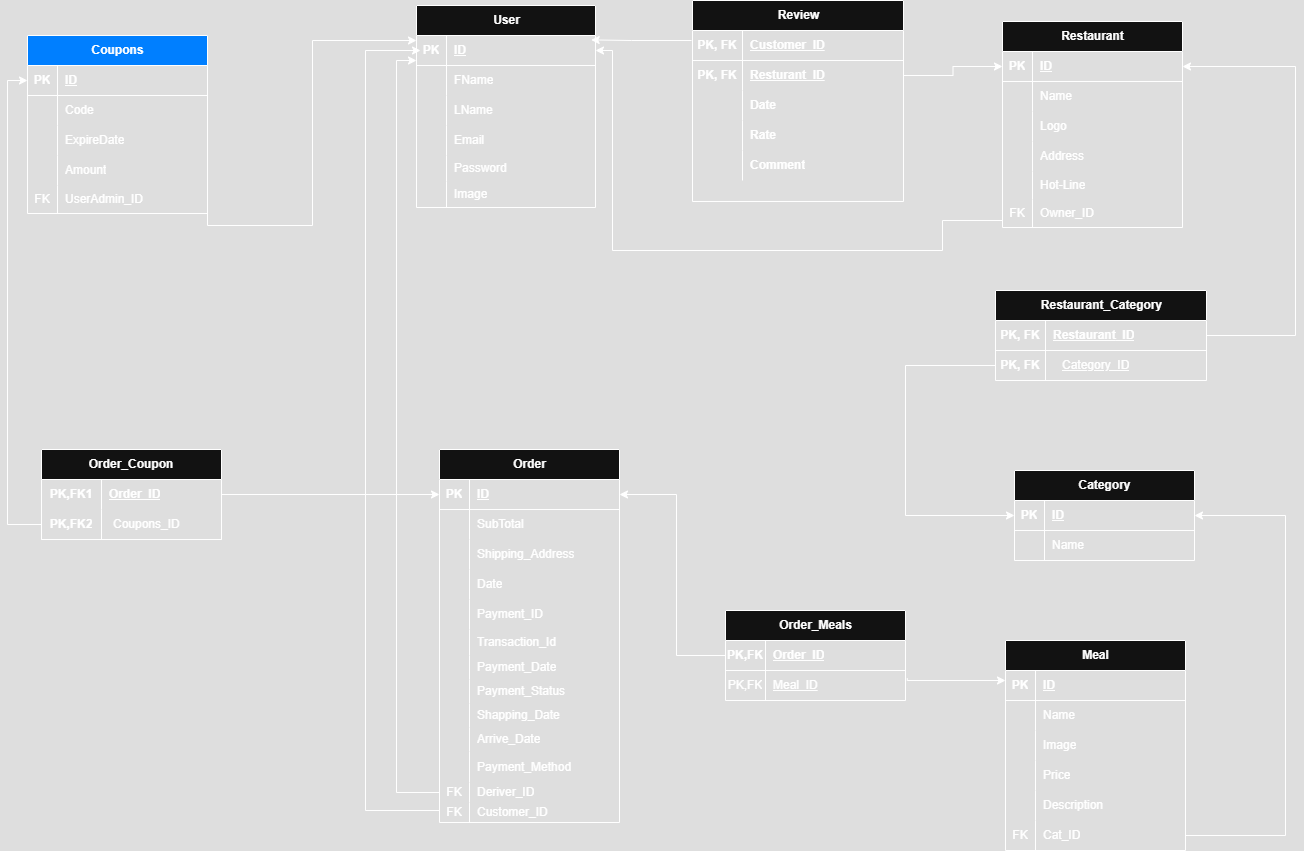 Coupons
PK ID
Code
ExpireDate
Amount
FK UserAdmin_ID
User
PK ID
FName
LName
Email
Password
Image
Review
PK, FK Customer_ID
PK, FK Resturant_ID
Date
Rate
Comment
Restaurant
PK ID
Name
Logo
Address
Hot-Line
FK Owner_ID
Restaurant_Category
PK, FK Restaurant_ID
PK, FK Category_ID
Order_Coupon
PK,FK1 Order_ID
PK,FK2 Coupons_ID
Order
PK ID
SubTotal
Shipping_Address
Date
Payment_ID
Transaction_Id
Payment_Date
Payment_Status
Shapping_Date
Arrive_Date
Payment_Method
FK Deriver_ID
FK Customer_ID
Category
PK ID
Name
Order_Meals
PK,FK Order_ID
PK,FK Meal_ID
Meal
PK ID
Name
Image
Price
Description
FK Cat_ID